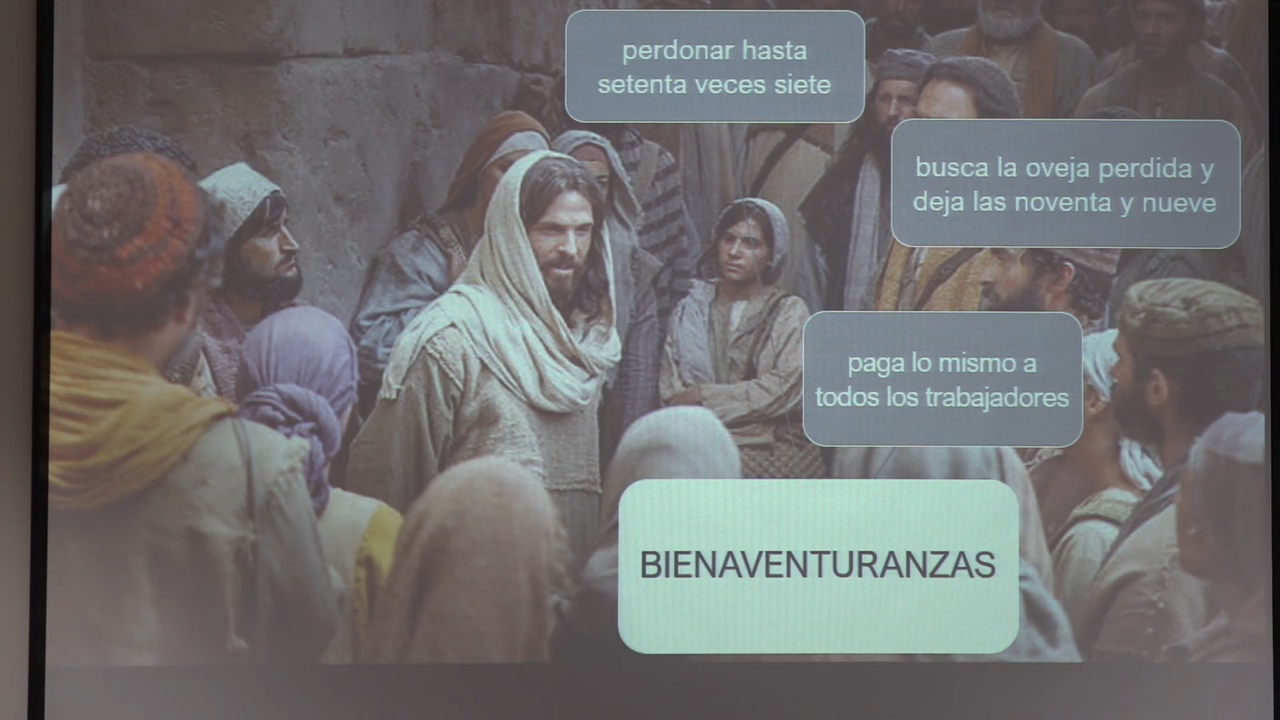 perdonar hasta
setenta veces siete
busca la oveja perdida y
deja las noventa y nueve
paga lo mismo a
todos los trabajadores
BIENAVENTURANZAS